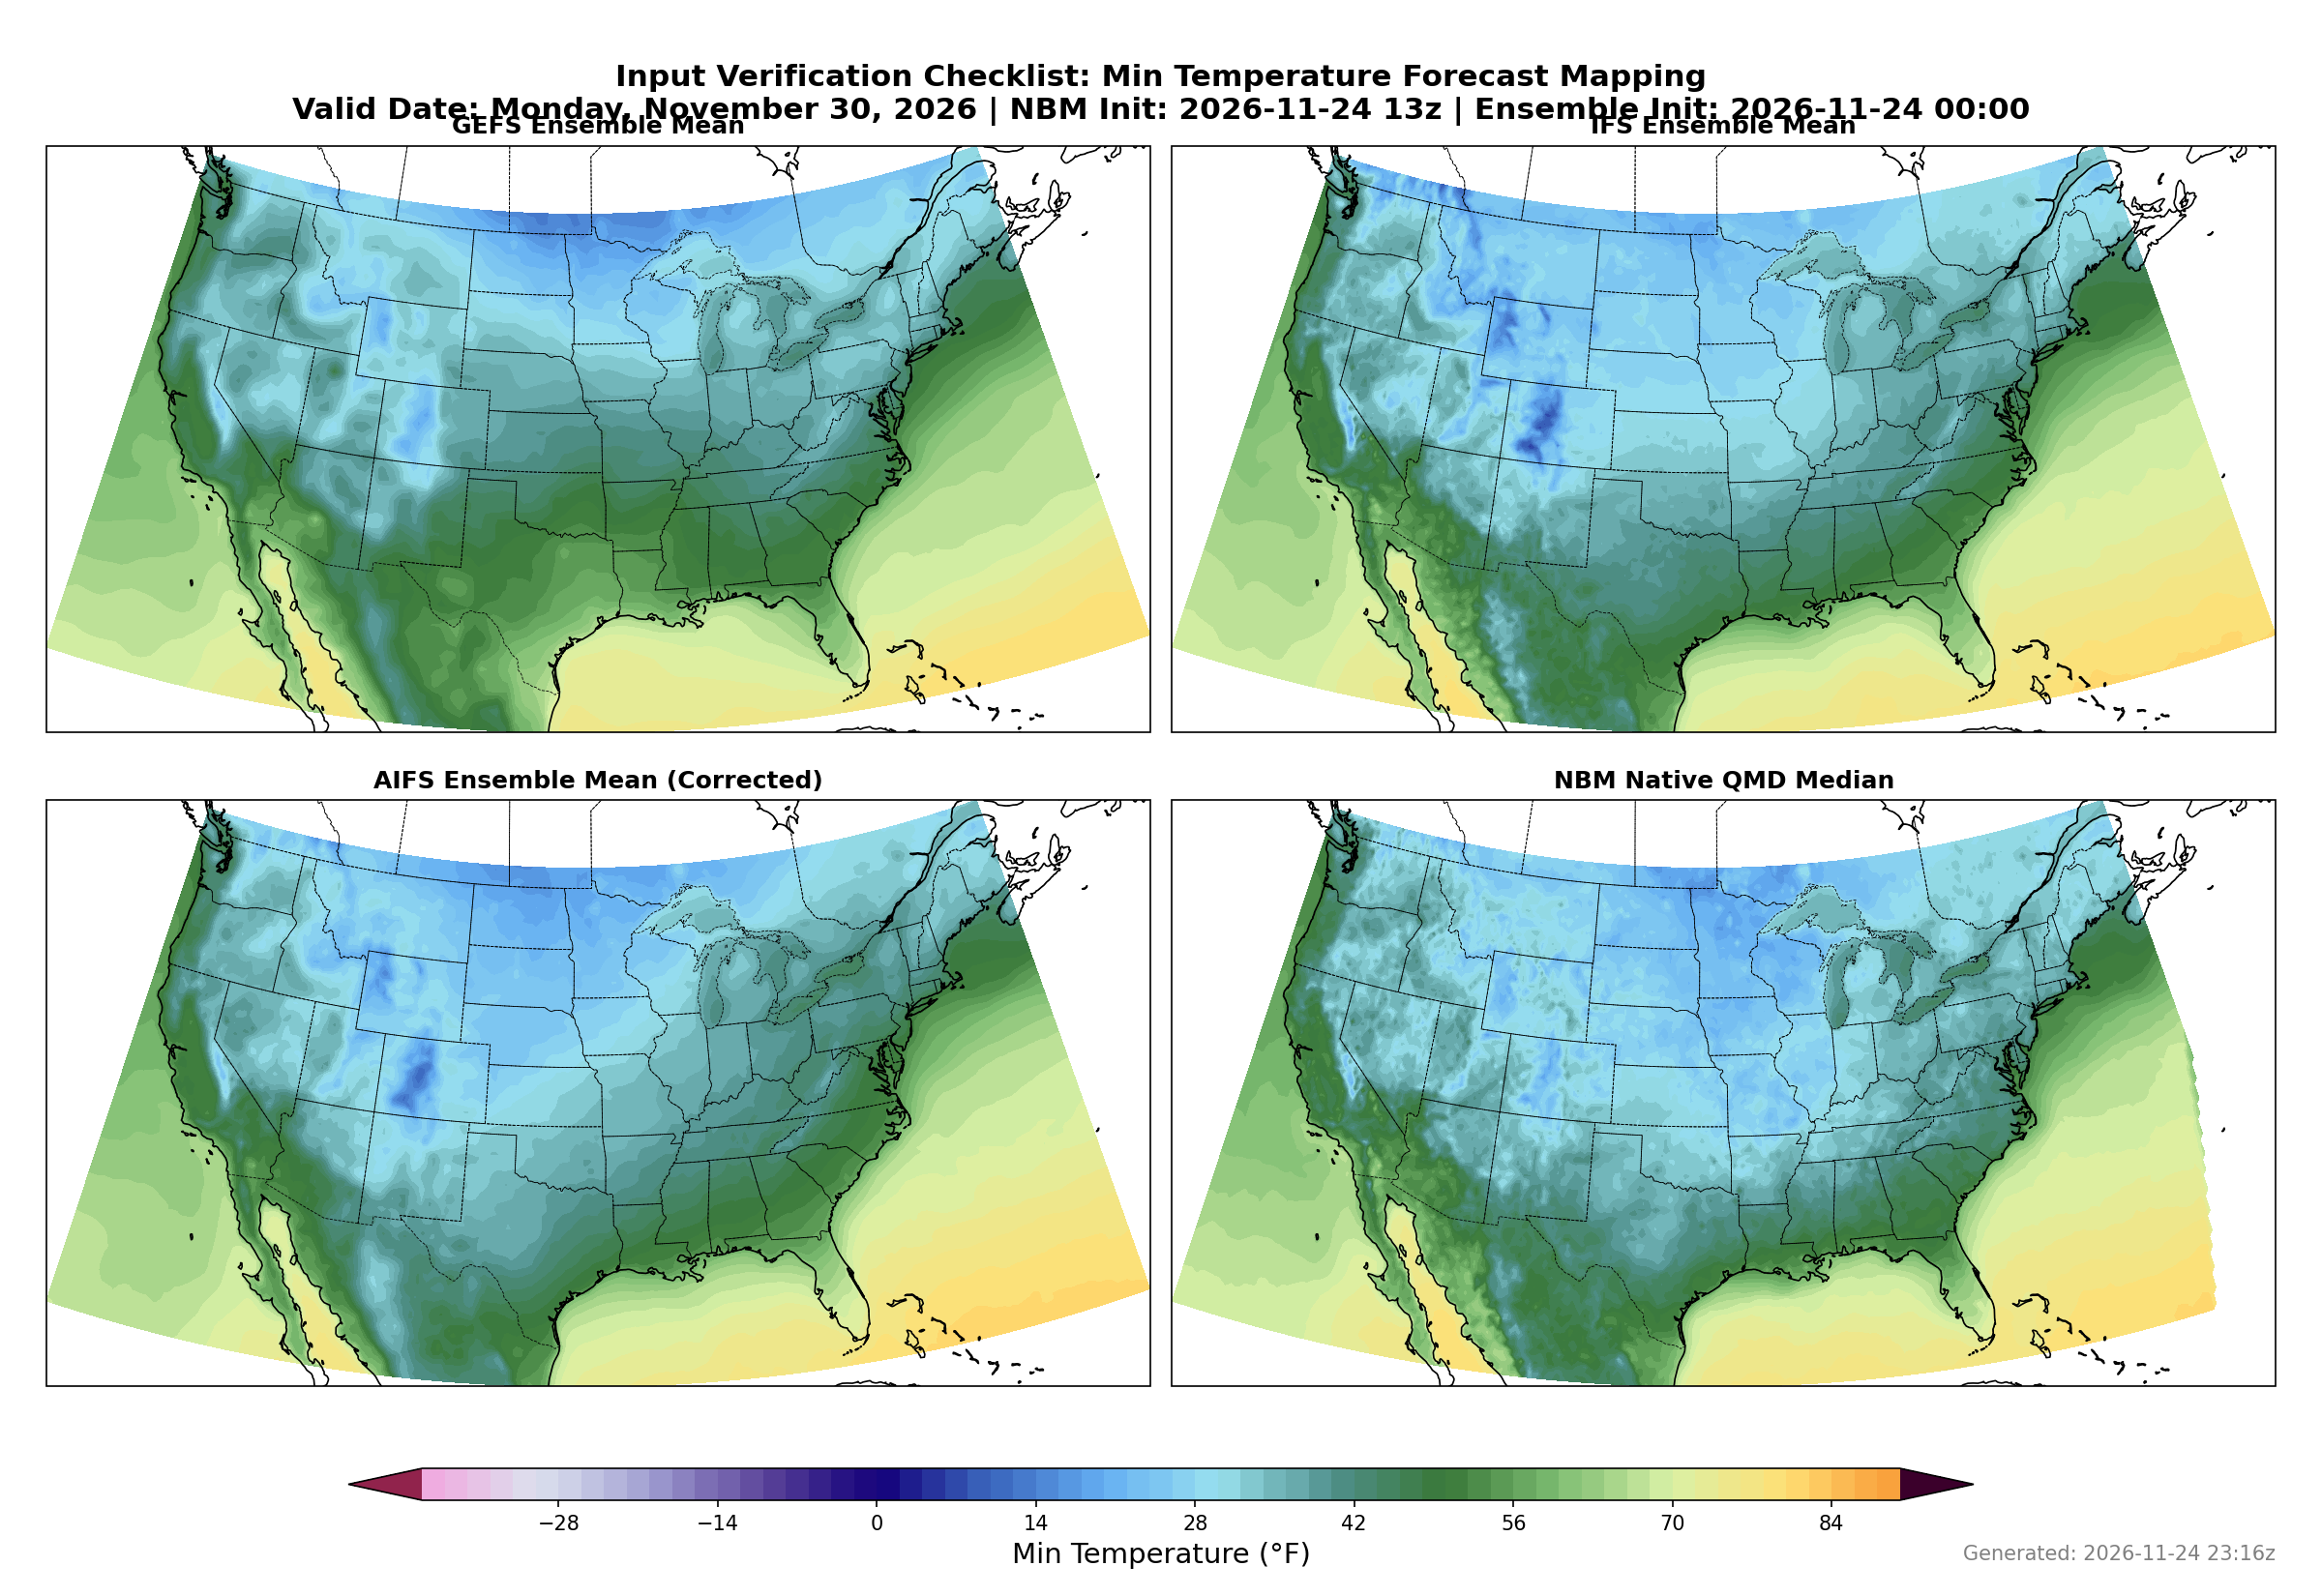 Input Verification Checklist: Min Temperature Forecast Mapping
Valid Date: Monday, November 30, 2026 | NBM Init: 2026-11-24 13z | Ensemble Init: 2026-11-24 00:00
GEFS Ensemble Mean
IFS Ensemble Mean
AIFS Ensemble Mean (Corrected)
NBM Native QMD Median
−28 −14 0 14 28 42 56 70 84
Min Temperature (°F)
Generated: 2026-11-24 23:16z